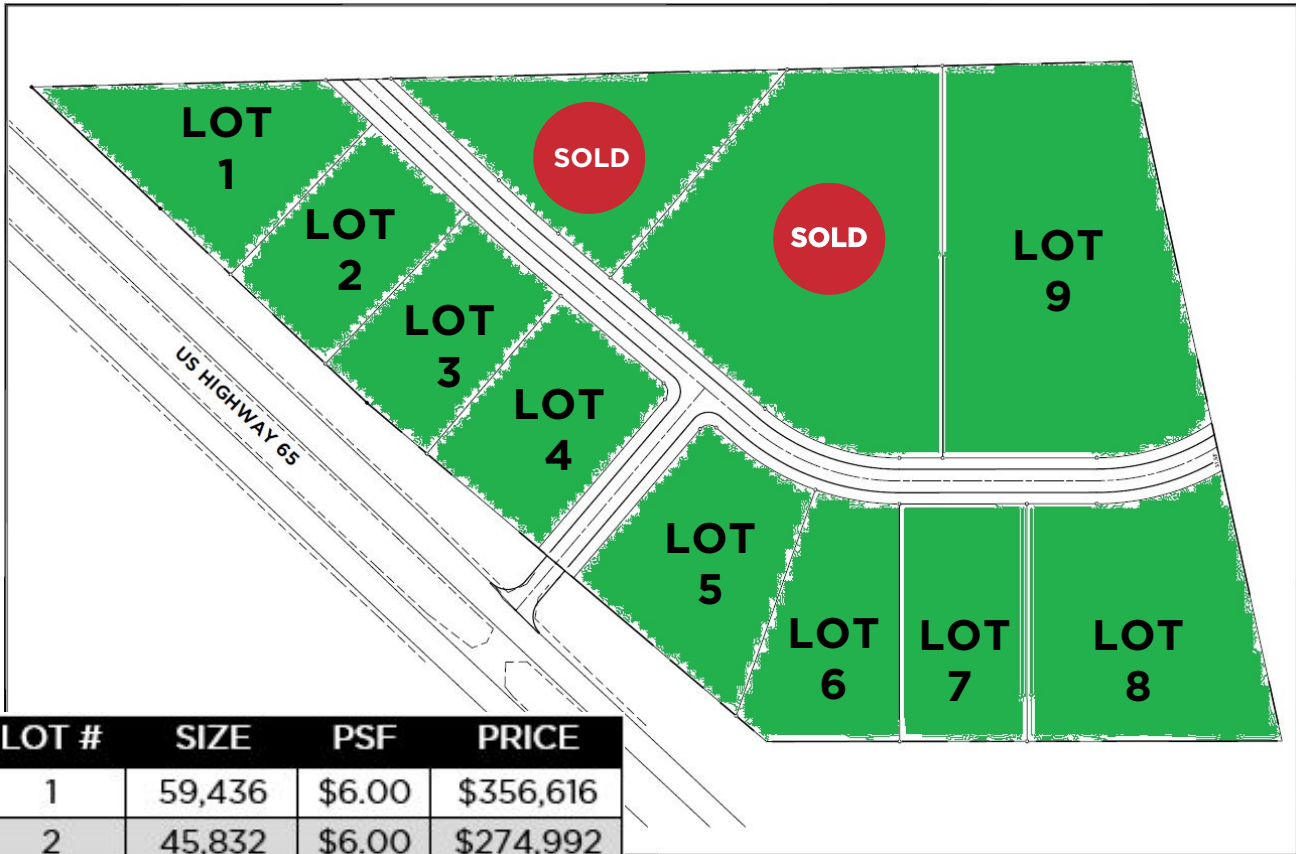 LOT
1
SOLD
LOT
2
SOLD
LOT
9
LOT
3
US HIGHWAY 65
LOT
4
LOT
5
LOT
6
LOT
7
LOT
8
LOT # SIZE PSF PRICE
1 59,436 $6.00 $356,616
2 45,832 $6.00 $274,992